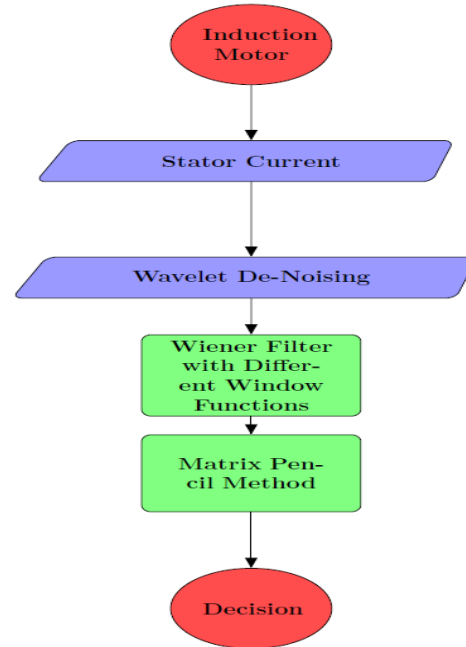 Induction
Motor
Stator Current
Wavelet De-Noising
Wiener Filter
with Differ-
ent Window
Functions
Matrix Pen-
cil Method
Decision